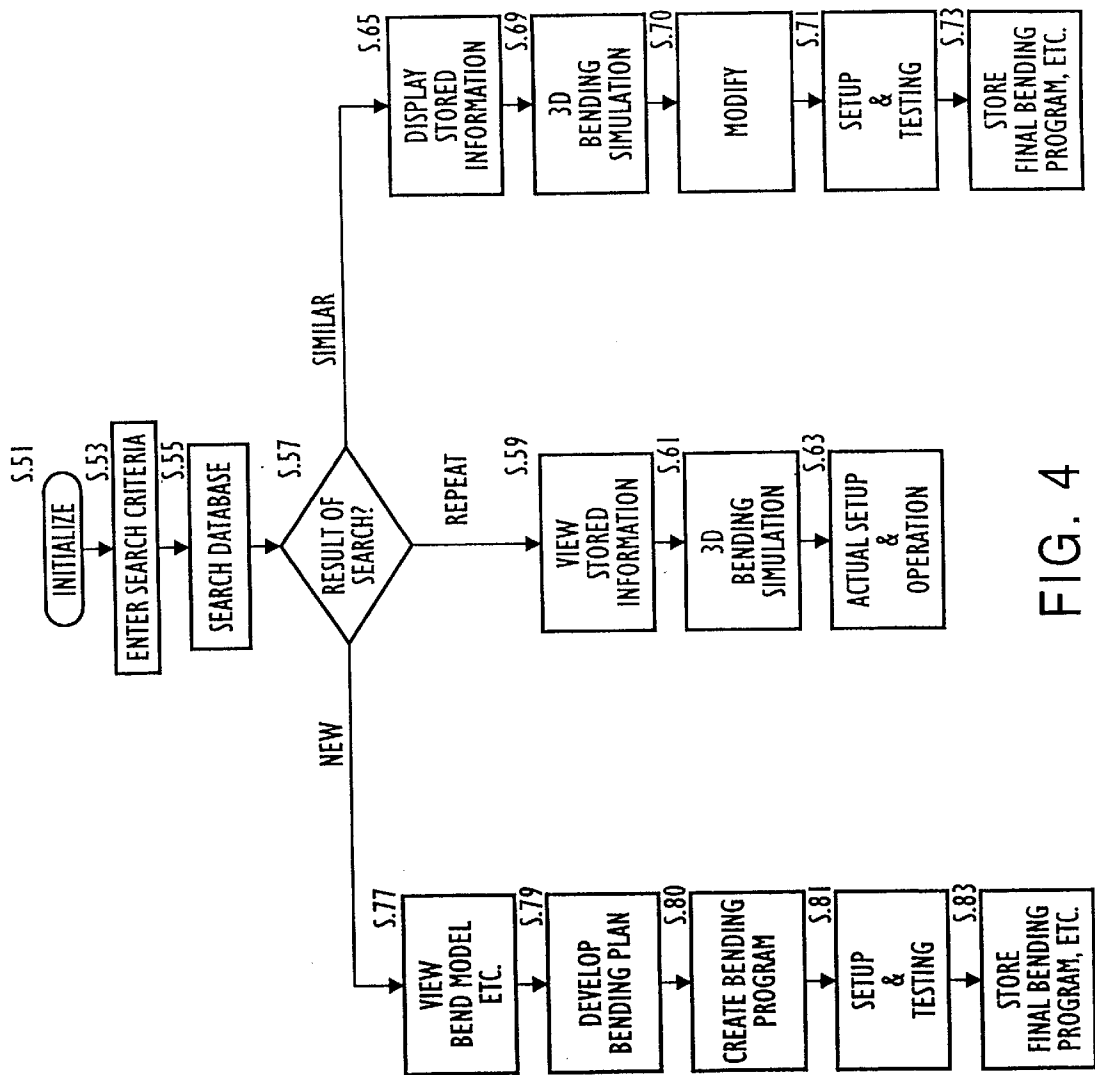 S.51
INITIALIZE
S.53
ENTER SEARCH CRITERIA
S.55
SEARCH DATABASE
S.57
RESULT OF
SEARCH?
NEW
REPEAT
SIMILAR
S.77
VIEW
BEND MODEL
ETC.
S.79
DEVELOP
BENDING PLAN
S.80
CREATE BENDING
PROGRAM
S.81
SETUP
&
TESTING
S.83
STORE
FINAL BENDING
PROGRAM, ETC.
S.59
VIEW
STORED
INFORMATION
S.61
3D
BENDING
SIMULATION
S.63
ACTUAL SETUP
&
OPERATION
S.65
DISPLAY
STORED
INFORMATION
S.69
3D
BENDING
SIMULATION
S.70
MODIFY
S.71
SETUP
&
TESTING
S.73
STORE
FINAL BENDING
PROGRAM, ETC.
FIG. 4